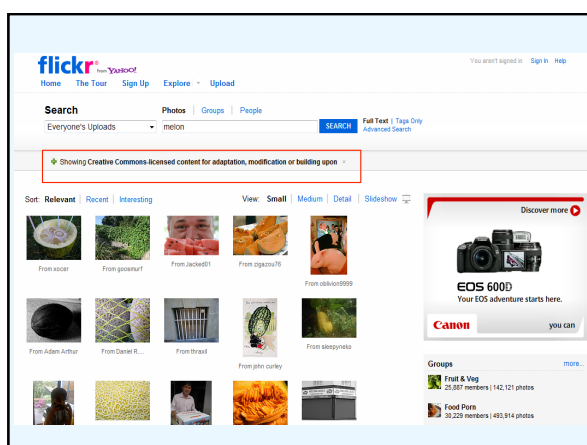 flickr from YAHOO!
You aren't signed in Sign In Help
Home The Tour Sign Up Explore Upload
Search Photos Groups People
Everyone's Uploads melon SEARCH Full Text | Tags Only
Advanced Search
Showing Creative Commons-licensed content for adaptation, modification or building upon ×
Sort: Relevant | Recent | Interesting View: Small | Medium | Detail | Slideshow
Discover more
From xocer From goosmurf From Jacked01 From zigazou76
From oblivion9999
EOS 600D
Your EOS adventure starts here.
Canon you can
From Adam Arthur From Daniel R.... From thraxil From sleepyneko
From john curley
Groups more...
Fruit & Veg
25,887 members | 142,121 photos
Food Porn
30,229 members | 493,914 photos